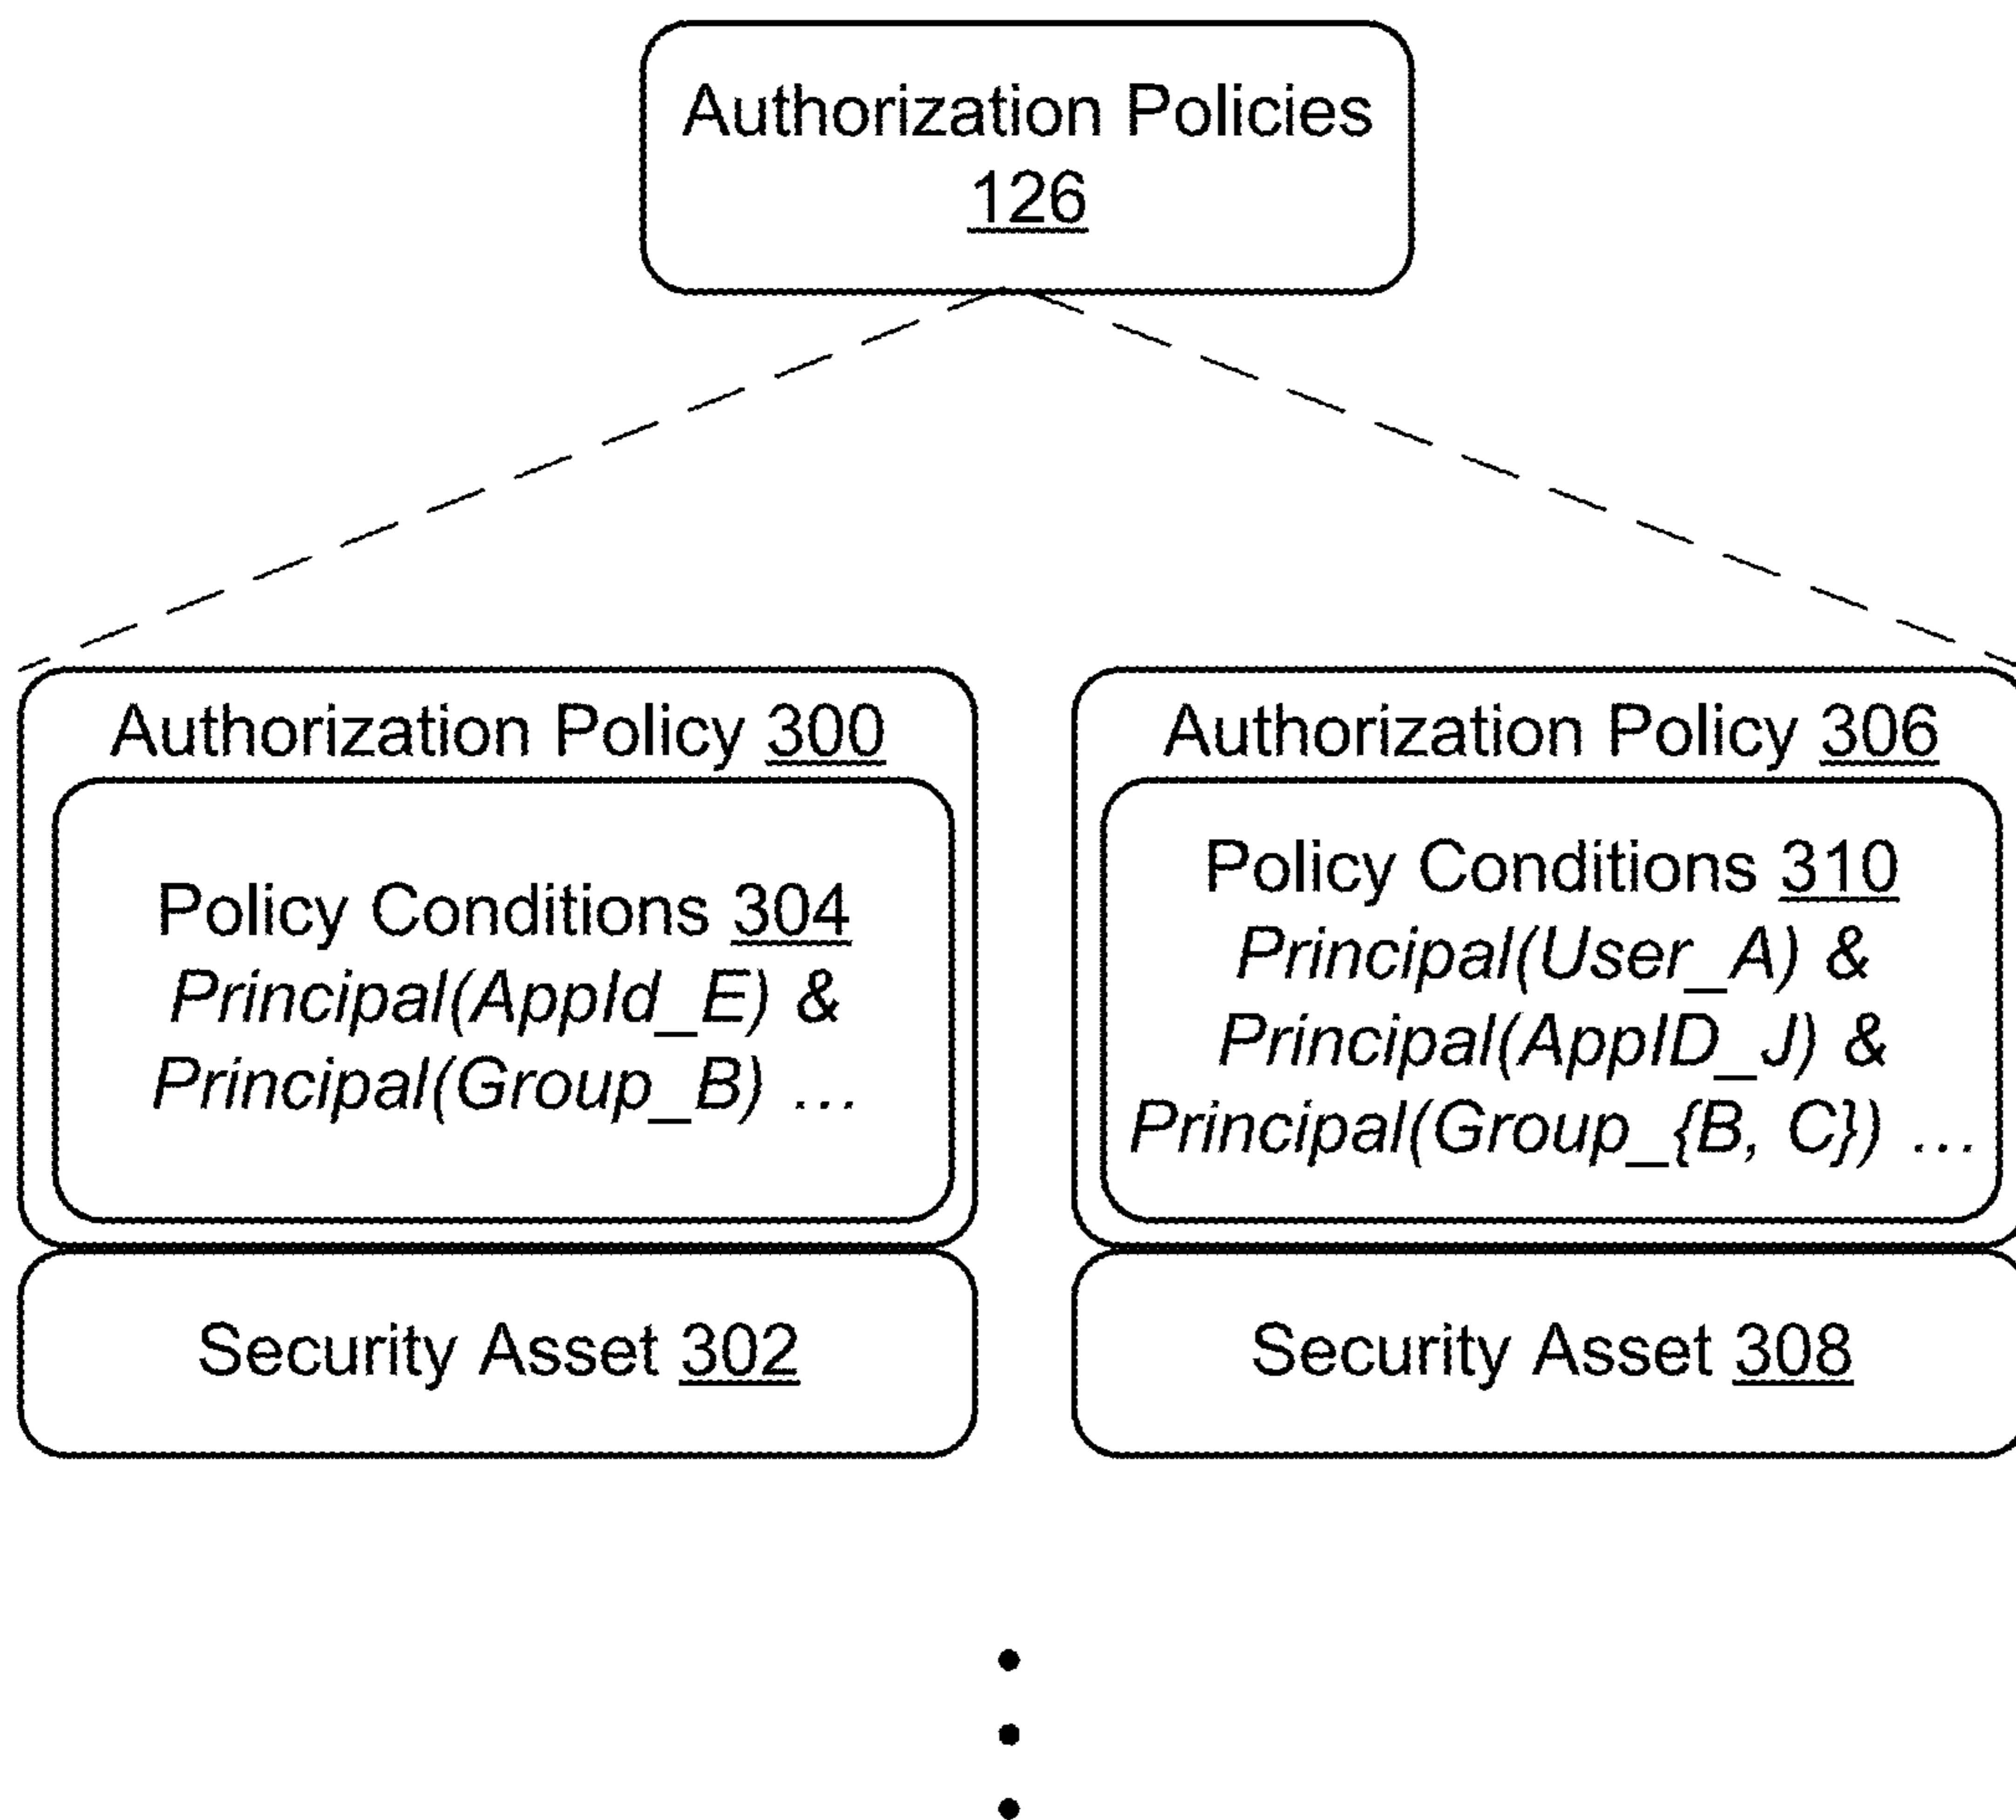 Authorization Policies
126
Authorization Policy 300
Policy Conditions 304
Principal(AppId_E) &
Principal(Group_B) ...
Security Asset 302
Authorization Policy 306
Policy Conditions 310
Principal(User_A) &
Principal(AppID_J) &
Principal(Group_{B, C}) ...
Security Asset 308